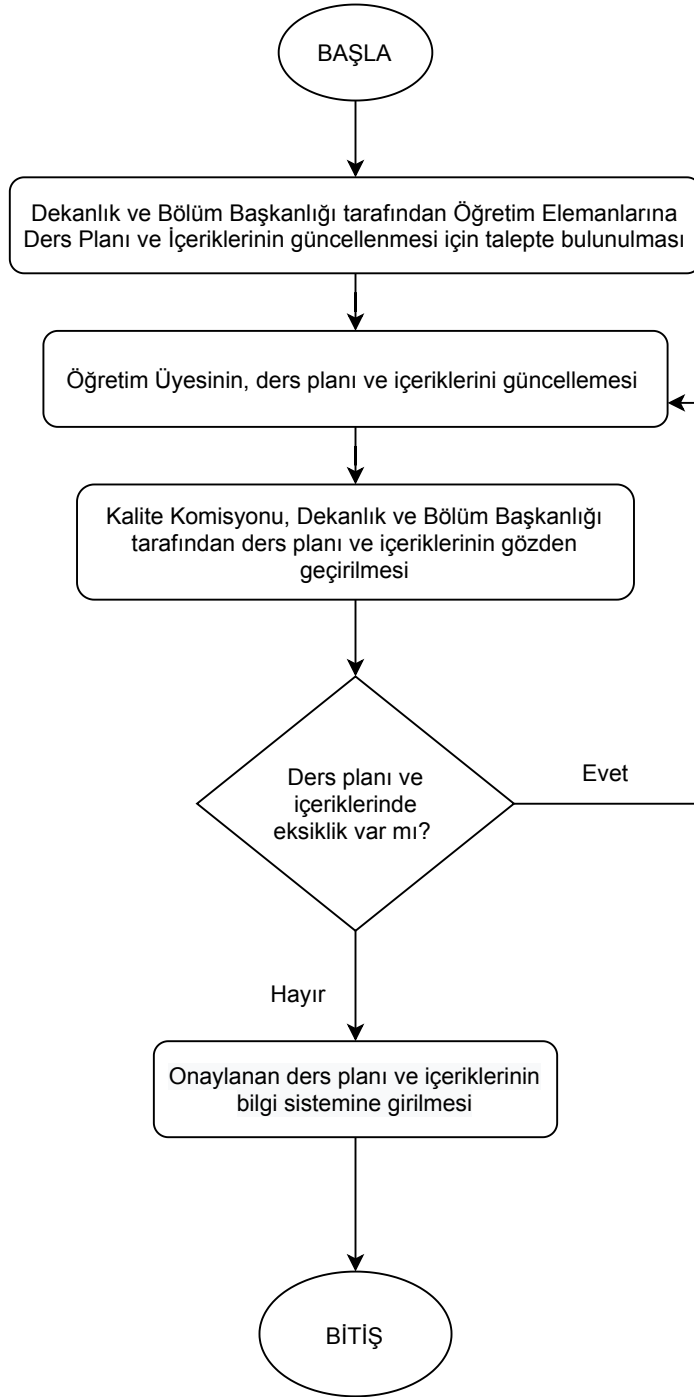 BAŞLA
Dekanlık ve Bölüm Başkanlığı tarafından Öğretim Elemanlarına
Ders Planı ve İçeriklerinin güncellenmesi için talepte bulunulması
Öğretim Üyesinin, ders planı ve içeriklerini güncellemesi
Kalite Komisyonu, Dekanlık ve Bölüm Başkanlığı
tarafından ders planı ve içeriklerinin gözden
geçirilmesi
Ders planı ve
içeriklerinde
eksiklik var mı?
Evet
Hayır
Onaylanan ders planı ve içeriklerinin
bilgi sistemine girilmesi
BİTİŞ